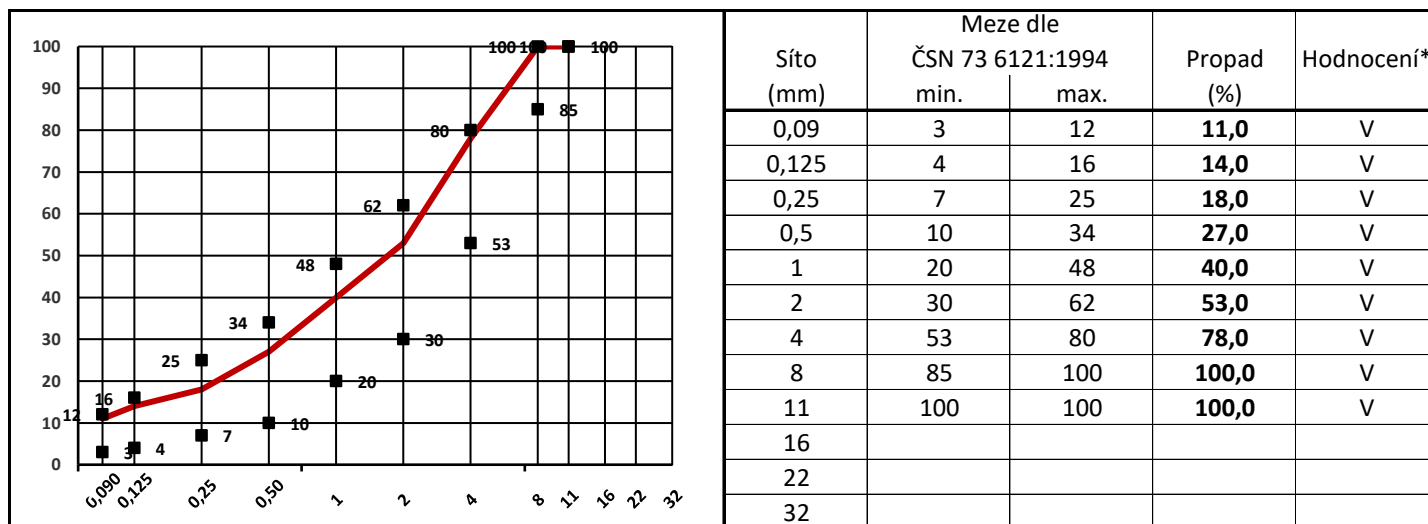 100
90
80
70
60
50
40
30
20
10
0
100 100 100
85
80
62
53
48
34
30
25
20
16
12
10
7
4
3
0,090 0,125 0,25 0,50 1 2 4 8 11 16 22 32
Meze dle
Síto ČSN 73 6121:1994 Propad Hodnocení*
(mm) min. max. (%)
0,09 3 12 11,0 V
0,125 4 16 14,0 V
0,25 7 25 18,0 V
0,5 10 34 27,0 V
1 20 48 40,0 V
2 30 62 53,0 V
4 53 80 78,0 V
8 85 100 100,0 V
11 100 100 100,0 V
16
22
32